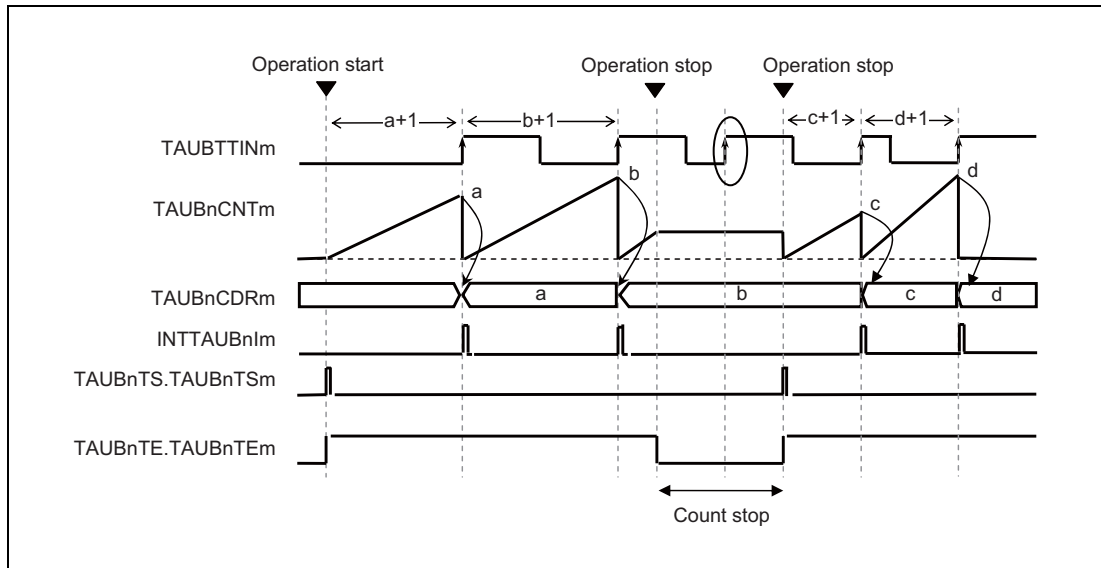 Operation start
Operation stop
Operation stop
a+1
b+1
c+1
d+1
TAUBTTINm
TAUBnCNTm
a
b
c
d
TAUBnCDRm
a
b
c
d
INTTAUBnIm
TAUBnTS.TAUBnTSm
TAUBnTE.TAUBnTEm
Count stop